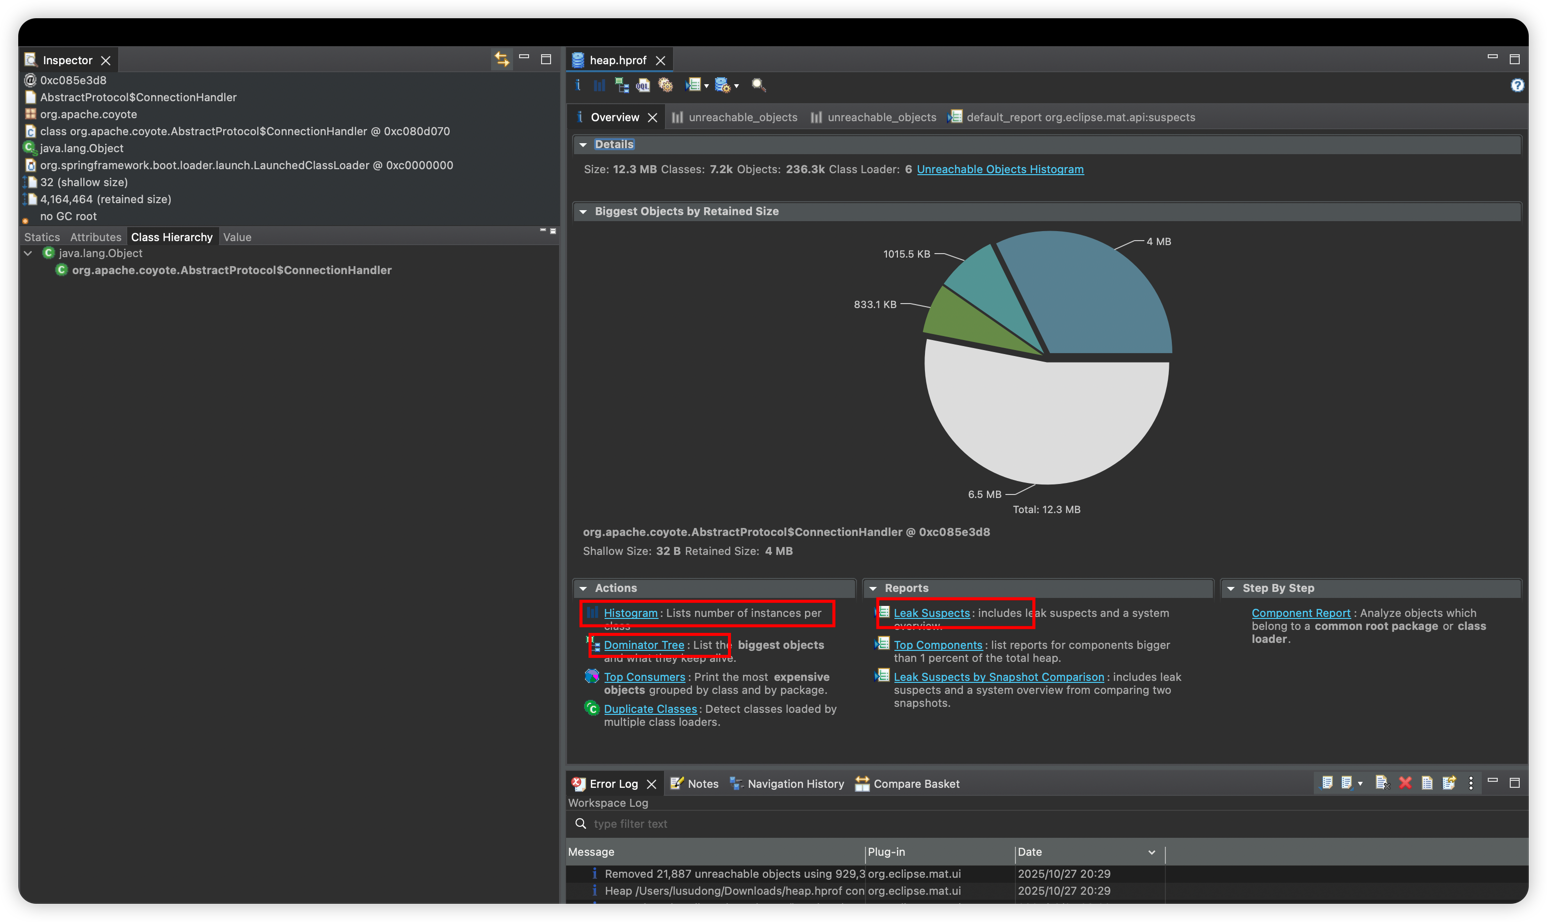 Inspector
0xc085e3d8
AbstractProtocol$ConnectionHandler
org.apache.coyote
class org.apache.coyote.AbstractProtocol$ConnectionHandler @ 0xc080d070
java.lang.Object
org.springframework.boot.loader.launch.LaunchedClassLoader @ 0xc0000000
32 (shallow size)
4,164,464 (retained size)
no GC root
Statics Attributes Class Hierarchy Value
java.lang.Object
org.apache.coyote.AbstractProtocol$ConnectionHandler
heap.hprof
Overview unreachable_objects unreachable_objects default_report org.eclipse.mat.api:suspects
Details
Size: 12.3 MB Classes: 7.2k Objects: 236.3k Class Loader: 6 Unreachable Objects Histogram
Biggest Objects by Retained Size
4 MB
1015.5 KB
833.1 KB
6.5 MB
Total: 12.3 MB
org.apache.coyote.AbstractProtocol$ConnectionHandler @ 0xc085e3d8
Shallow Size: 32 B Retained Size: 4 MB
Actions
Histogram : Lists number of instances per
class
Dominator Tree : List the biggest objects
and what they keep alive.
Top Consumers : Print the most expensive
objects grouped by class and by package.
Duplicate Classes : Detect classes loaded by
multiple class loaders.
Reports
Leak Suspects : includes leak suspects and a system
overview.
Top Components : list reports for components bigger
than 1 percent of the total heap.
Leak Suspects by Snapshot Comparison : includes leak
suspects and a system overview from comparing two
snapshots.
Step By Step
Component Report : Analyze objects which
belong to a common root package or class
loader.
Error Log Notes Navigation History Compare Basket
Workspace Log
type filter text
Message Plug-in Date
Removed 21,887 unreachable objects using 929,3 org.eclipse.mat.ui 2025/10/27 20:29
Heap /Users/lusudong/Downloads/heap.hprof con org.eclipse.mat.ui 2025/10/27 20:29